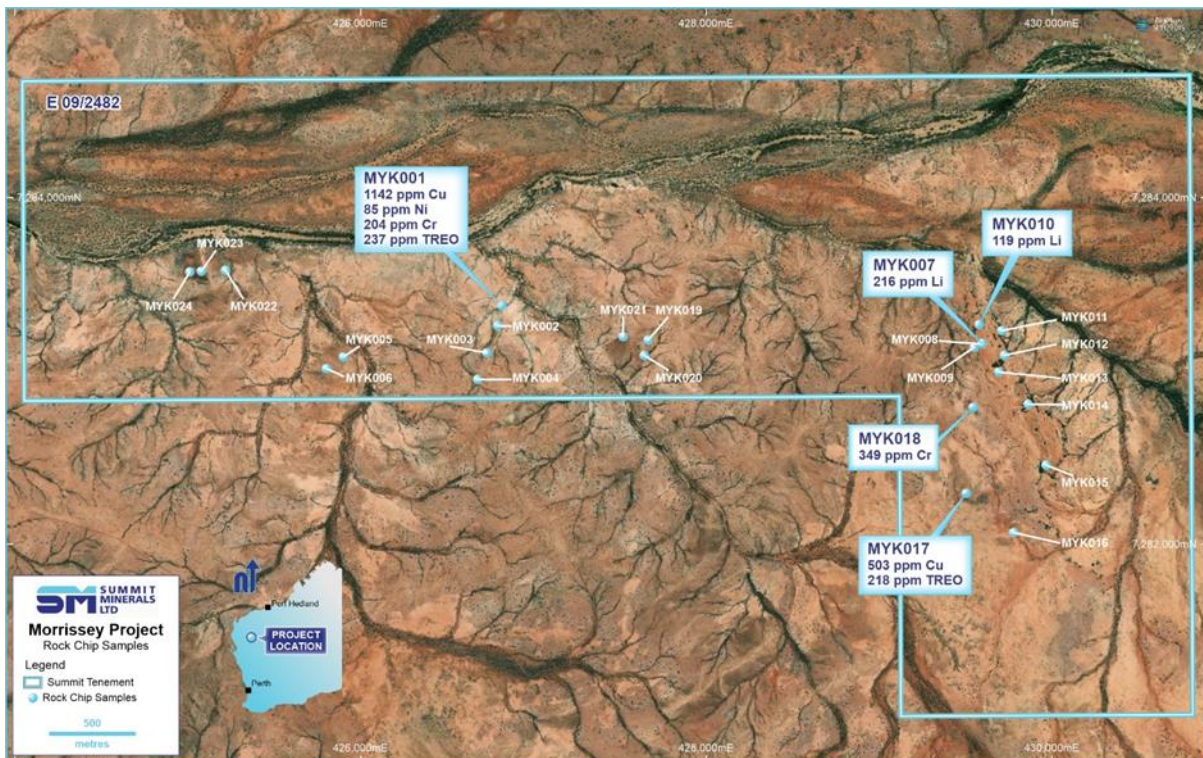 426,000mE
428,000mE
430,000mE
E 09/2482
7,284,000mN
MYK001
1142 ppm Cu
85 ppm Ni
204 ppm Cr
237 ppm TREO
MYK010
119 ppm Li
MYK007
216 ppm Li
MYK023
MYK024
MYK022
MYK005
MYK006
MYK003
MYK002
MYK004
MYK021
MYK019
MYK020
MYK008
MYK009
MYK011
MYK012
MYK013
MYK014
MYK018
349 ppm Cr
MYK015
MYK016
MYK017
503 ppm Cu
218 ppm TREO
7,282,000mN
SM SUMMIT
MINERALS
LTD
Morrissey Project
Rock Chip Samples
Legend
Summit Tenement
Rock Chip Samples
500
metres
n
Port Hedland
PROJECT
LOCATION
Perth
426,000mE
428,000mE
430,000mE